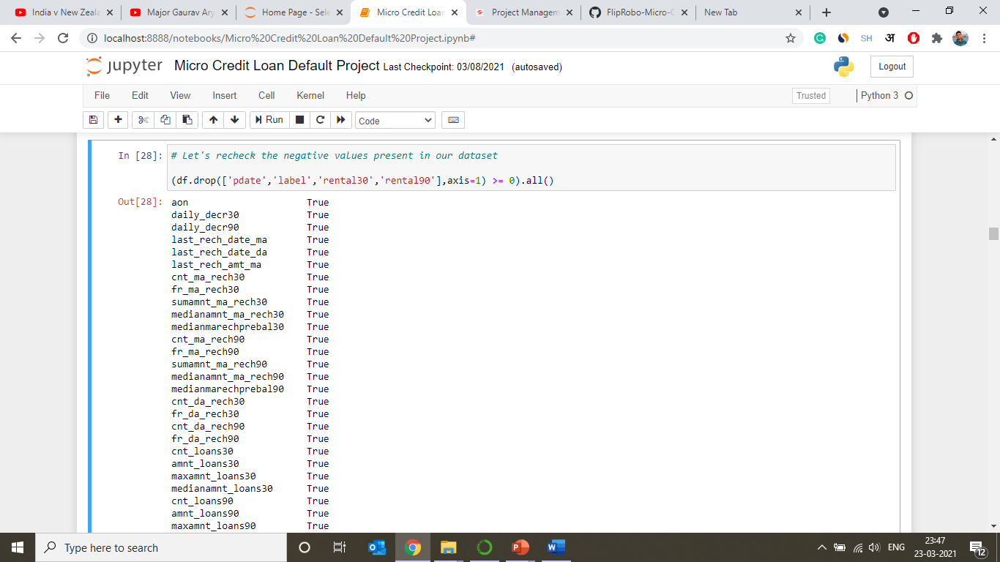 India v New Zeala
Major Gaurav Ary
Home Page - Sele
Micro Credit Loan
Project Managem
FlipRobo-Micro-C
New Tab
localhost:8888/notebooks/Micro%20Credit%20Loan%20Default%20Project.ipynb#
SH
अ
jupyter Micro Credit Loan Default Project Last Checkpoint: 03/08/2021 (autosaved)
Logout
File Edit View Insert Cell Kernel Help
Trusted
Python 3
Run
Code
In [28]: # Let's recheck the negative values present in our dataset
(df.drop(['pdate','label','rental30','rental90'],axis=1) >= 0).all()
Out[28]: aon True
daily_decr30 True
daily_decr90 True
last_rech_date_ma True
last_rech_date_da True
last_rech_amt_ma True
cnt_ma_rech30 True
fr_ma_rech30 True
sumamnt_ma_rech30 True
medianamnt_ma_rech30 True
medianmarechprebal30 True
cnt_ma_rech90 True
fr_ma_rech90 True
sumamnt_ma_rech90 True
medianamnt_ma_rech90 True
medianmarechprebal90 True
cnt_da_rech30 True
fr_da_rech30 True
cnt_da_rech90 True
fr_da_rech90 True
cnt_loans30 True
amnt_loans30 True
maxamnt_loans30 True
medianamnt_loans30 True
cnt_loans90 True
amnt_loans90 True
maxamnt_loans90 True
Type here to search
ENG
23:47
23-03-2021
12